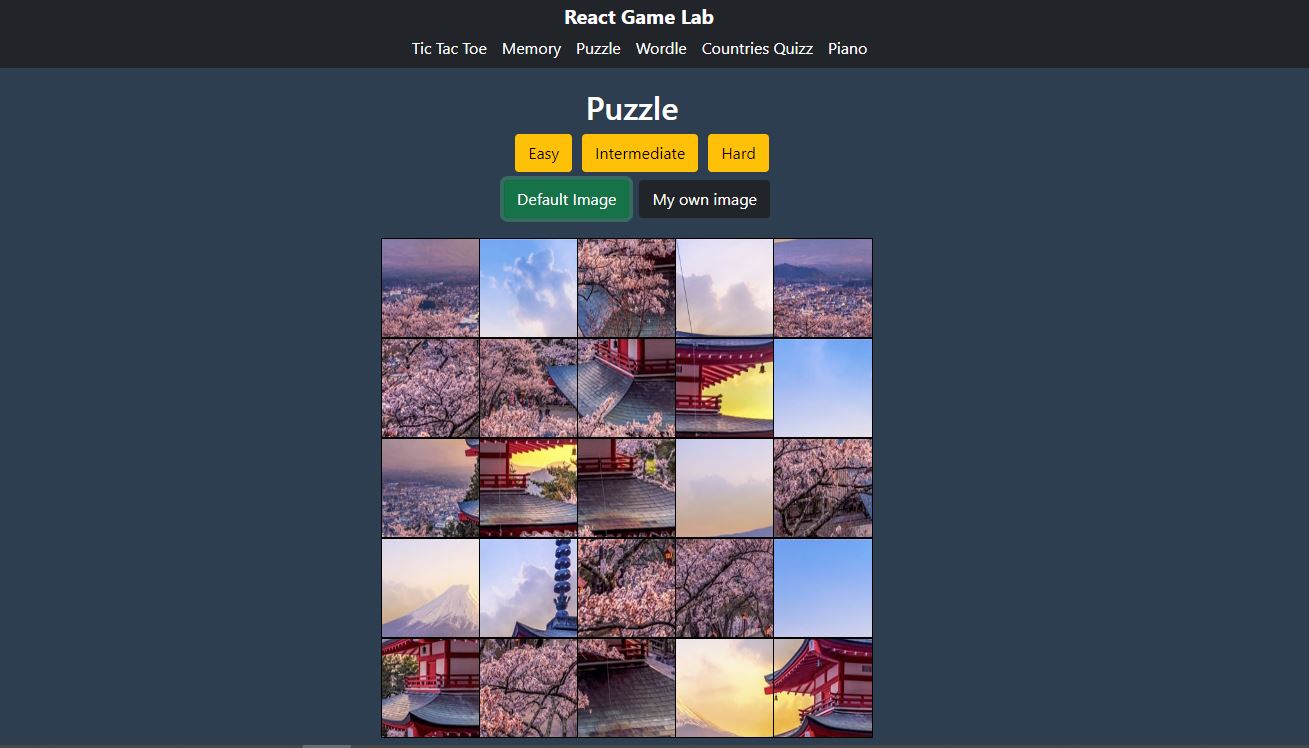 React Game Lab
Tic Tac Toe Memory Puzzle Wordle Countries Quizz Piano
Puzzle
Easy Intermediate Hard
Default Image My own image